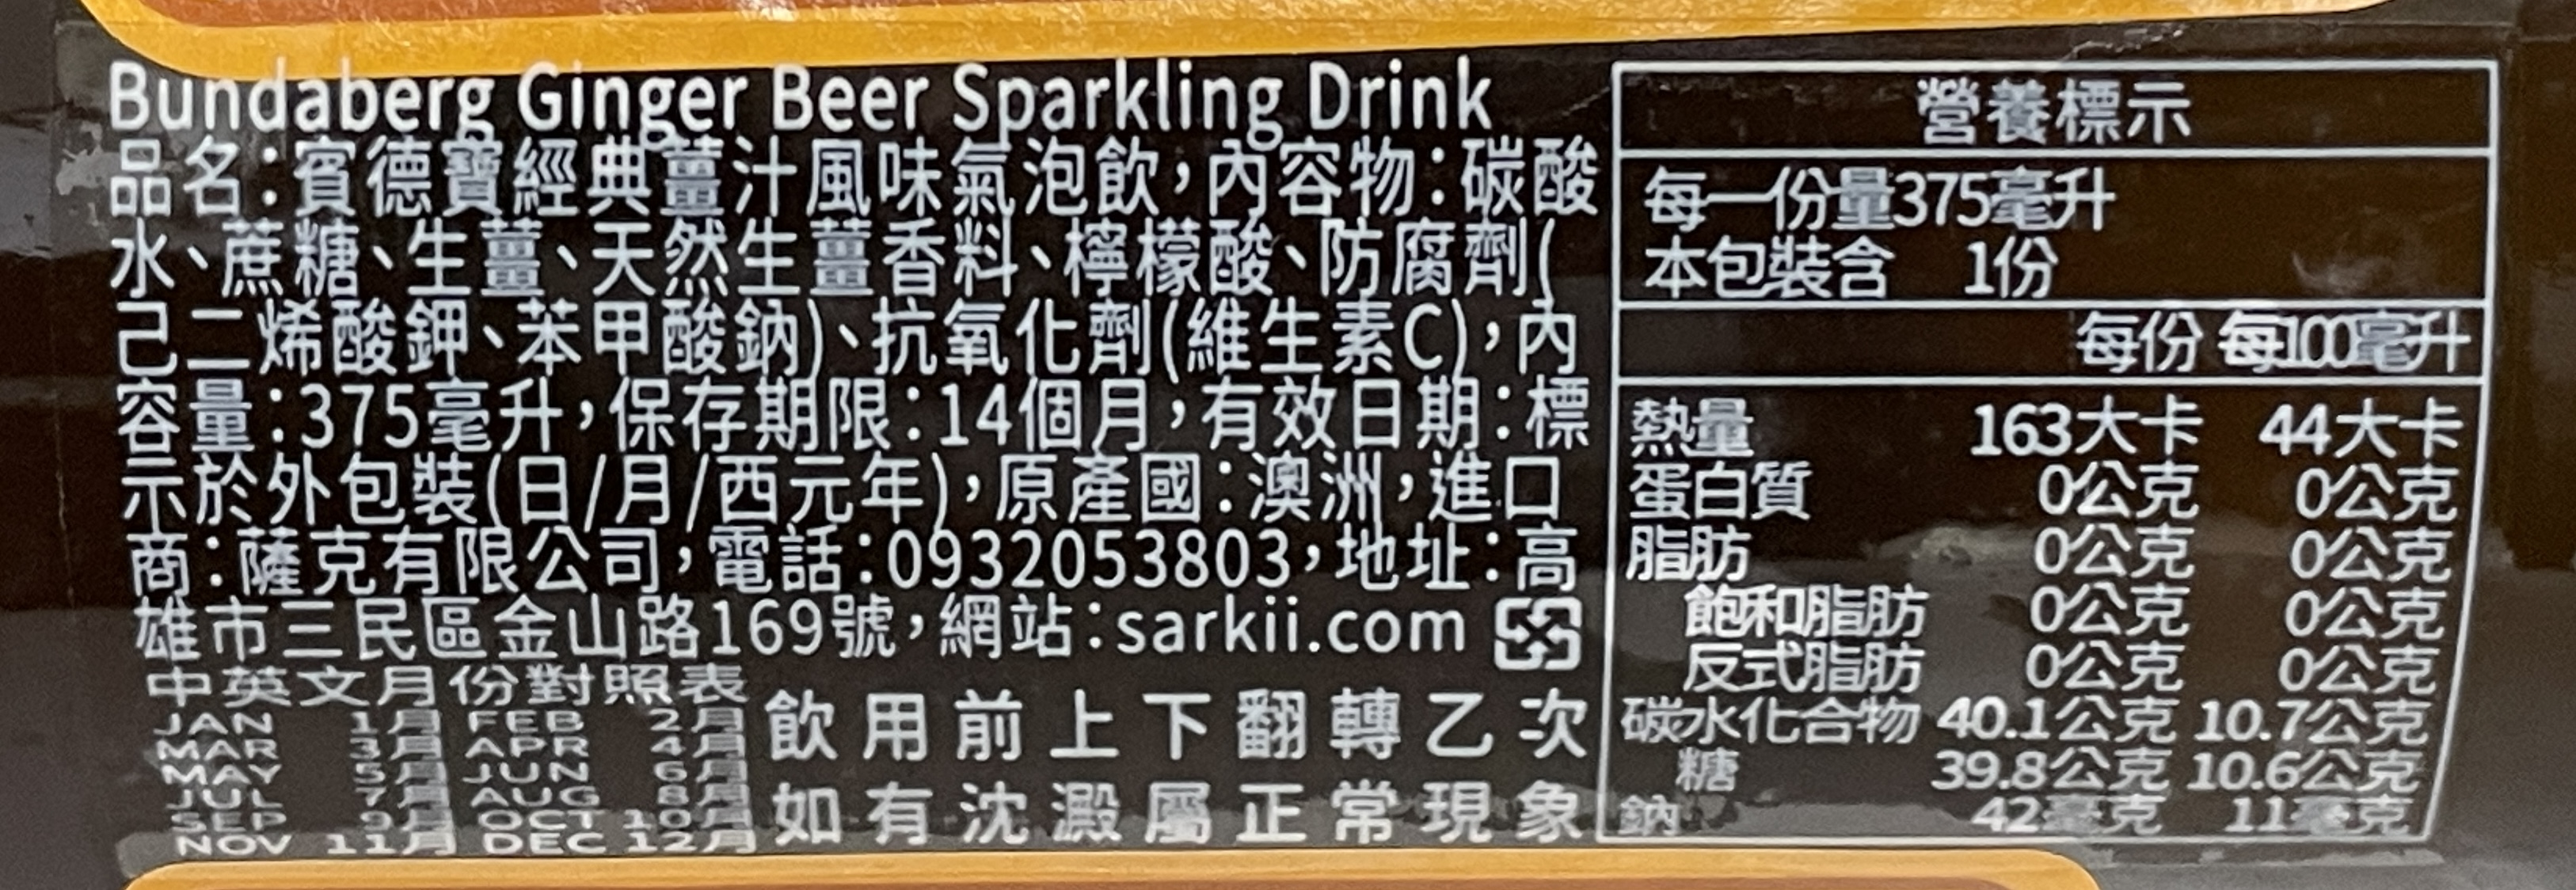 Bundaberg Ginger Beer Sparkling Drink
品名：賓德寶經典薑汁風味氣泡飲，內容物：碳酸
水、蔗糖、生薑、天然生薑香料、檸檬酸、防腐劑(
己二烯酸鉀、苯甲酸鈉)、抗氧化劑(維生素C)，內
容量：375毫升，保存期限：14個月，有效日期：標
示於外包裝(日/月/西元年)，原產國：澳洲，進口
商：薩克有限公司，電話：0932053803，地址：高
雄市三民區金山路169號，網站：sarkii.com
中英文月份對照表
JAN 1月 FEB 2月
MAR 3月 APR 4月
MAY 5月 JUN 6月
JUL 7月 AUG 8月
SEP 9月 OCT 10月
NOV 11月 DEC 12月
飲用前上下翻轉乙次
如有沈澱屬正常現象
營養標示
每一份量375毫升
本包裝含 1份
每份 每100毫升
熱量 163大卡 44大卡
蛋白質 0公克 0公克
脂肪 0公克 0公克
飽和脂肪 0公克 0公克
反式脂肪 0公克 0公克
碳水化合物 40.1公克 10.7公克
糖 39.8公克 10.6公克
鈉 42毫克 11毫克